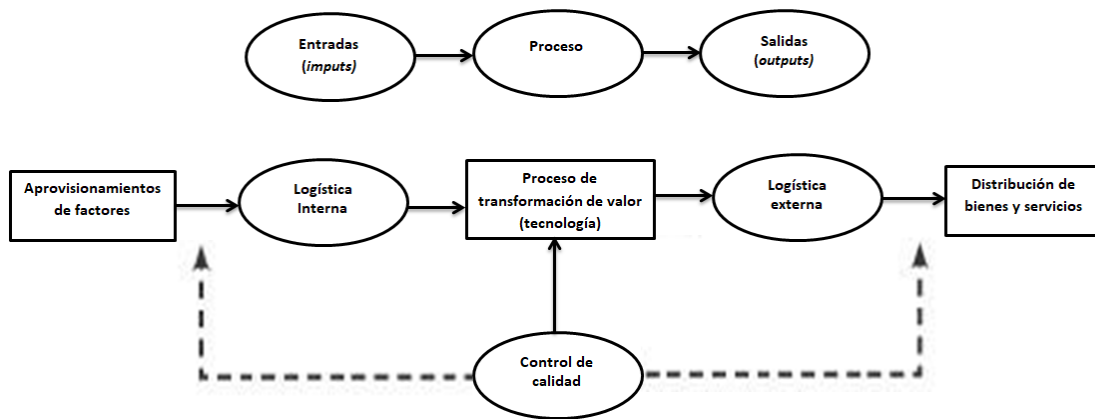 Entradas
(imputs)
Proceso
Salidas
(outputs)
Aprovisionamientos
de factores
Logística
Interna
Proceso de
transformación de valor
(tecnología)
Logística
externa
Distribución de
bienes y servicios
Control de
calidad